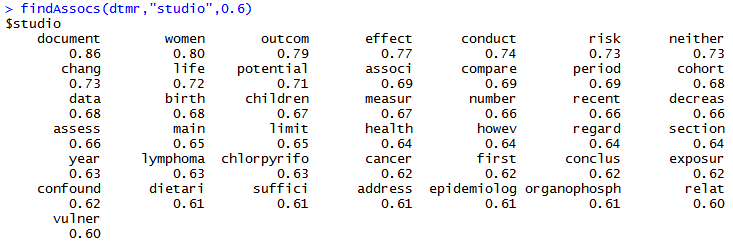 > findAssocs(dtmr,"studio",0.6)
$studio
document women outcom effect conduct risk neither
0.86 0.80 0.79 0.77 0.74 0.73 0.73
chang life potential associ compare period cohort
0.73 0.72 0.71 0.69 0.69 0.69 0.68
data birth children measur number recent decreas
0.68 0.68 0.67 0.67 0.66 0.66 0.66
assess main limit health howev regard section
0.66 0.65 0.65 0.64 0.64 0.64 0.64
year lymphoma chlorpyrifo cancer first conclus exposur
0.63 0.63 0.63 0.62 0.62 0.62 0.62
confound dietari suffici address epidemiolog organophosph relat
0.62 0.61 0.61 0.61 0.61 0.61 0.60
vulner
0.60